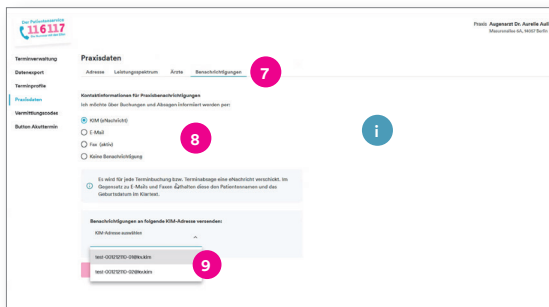 Der Patientenservice
116117
Praxis Augenarzt Dr. Aurelia
14057 Berlin
Terminverwaltung
Datenexport
Terminprofile
Praxisdaten
Vermittlungscodes
Button Akuttermin
Praxisdaten
Adresse Leistungsspektrum Ärzte Benachrichtigungen
7
Kontaktinformationen für Praxisbenachrichtigungen
Ich möchte über Buchungen und Absagen informiert werden per:
KIM (eNachricht)
E-Mail
Fax (aktiv)
Keine Benachrichtigung
8
i
Es wird für jede Terminbuchung bzw. Terminabsage eine eNachricht verschickt. Im
Gegensatz zu E-Mails und Faxen enthalten diese den Patientennamen und das
Geburtsdatum im Klartext.
Benachrichtigungen an folgende KIM-Adresse versenden:
KIM-Adresse auswählen
9